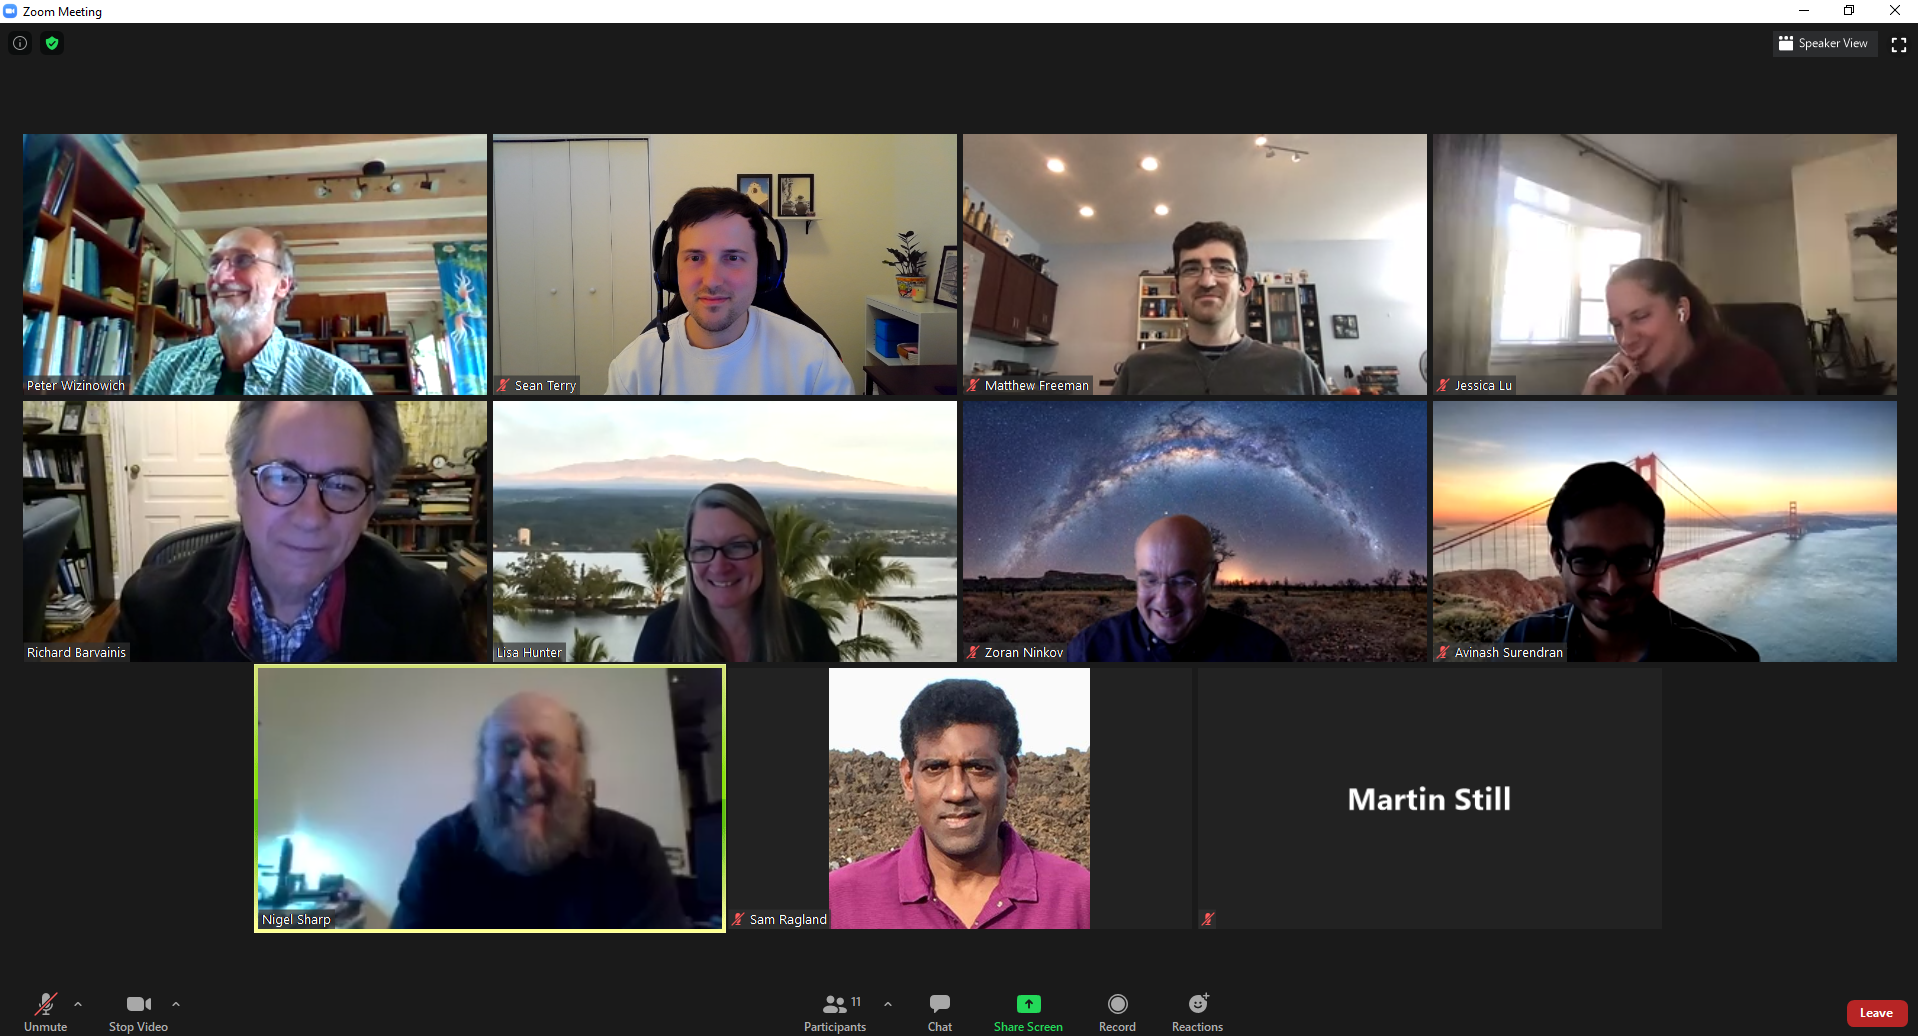 Zoom Meeting
Speaker View
Peter Wizinowich
Sean Terry
Matthew Freeman
Jessica Lu
Richard Barvainis
Lisa Hunter
Zoran Ninkov
Avinash Surendran
Nigel Sharp
Sam Ragland
Martin Still
Unmute
Stop Video
11
Participants
Chat
Share Screen
Record
Reactions
Leave